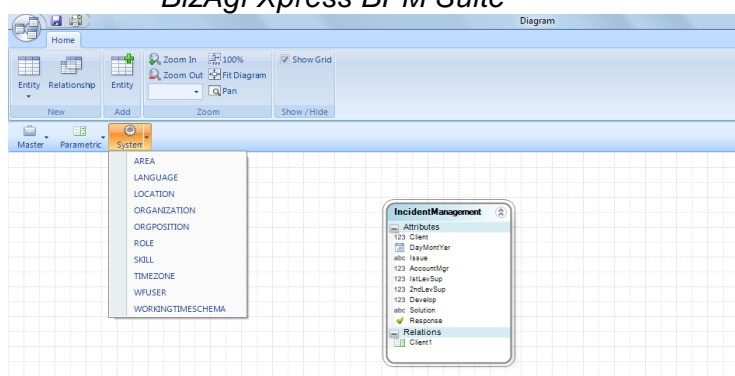 BizAgi Xpress BPM Suite
Diagram
Home
Zoom In 100% Show Grid
Zoom Out Fit Diagram
Entity Relationship Entity Pan
New Add Zoom Show / Hide
Master Parametric System
AREA
LANGUAGE
LOCATION
ORGANIZATION
ORGPOSITION
ROLE
SKILL
TIMEZONE
WFUSER
WORKINGTIMESCHEMA
IncidentManagement
Attributes
123 Client
DayMontYer
abc Issue
123 AccountMgr
123 IstLevSup
123 2ndLevSup
123 Develop
abc Solution
Response
Relations
Client1